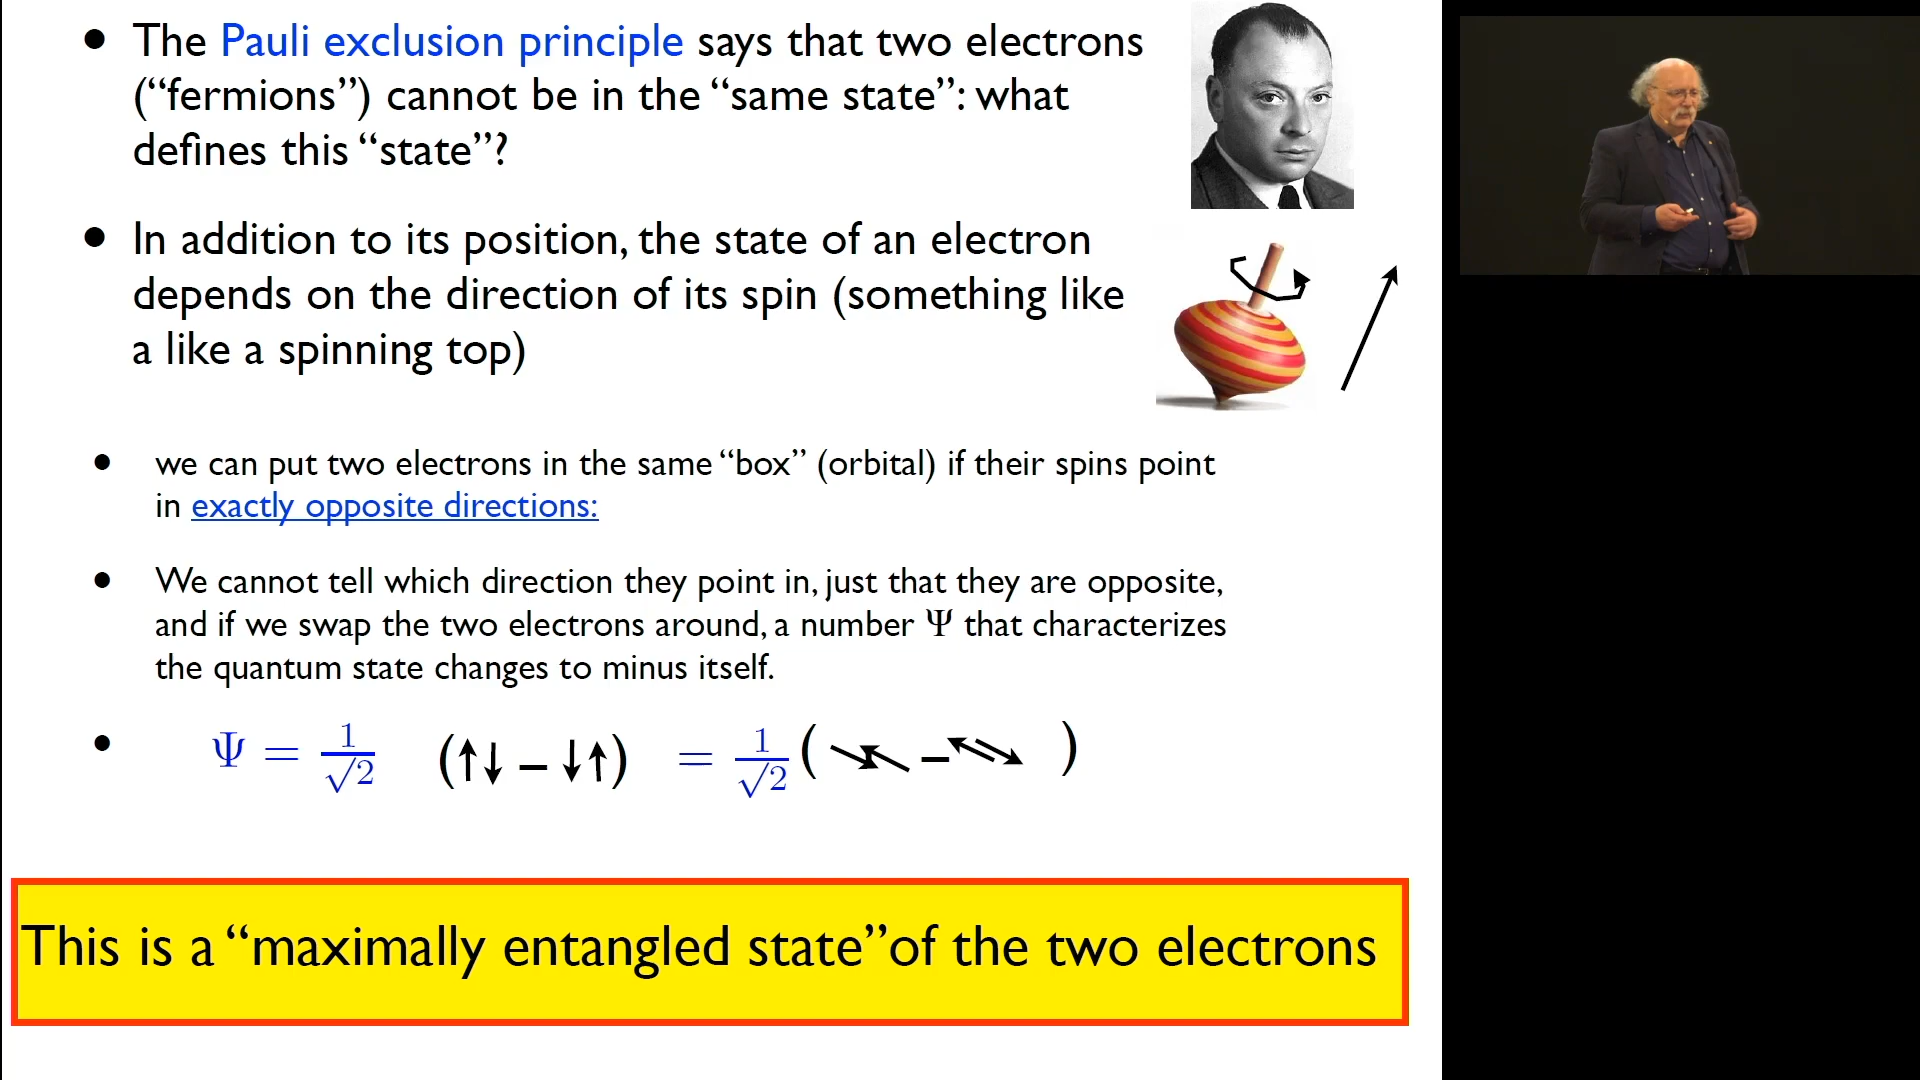 • The Pauli exclusion principle says that two electrons
(“fermions”) cannot be in the “same state”: what
defines this “state”?
• In addition to its position, the state of an electron
depends on the direction of its spin (something like
a like a spinning top)
• we can put two electrons in the same “box” (orbital) if their spins point
in exactly opposite directions:
• We cannot tell which direction they point in, just that they are opposite,
and if we swap the two electrons around, a number Ψ that characterizes
the quantum state changes to minus itself.
• Ψ = 1/√2 (↑↓ – ↓↑) = 1/√2 (↘↖ – ↖↘)
This is a “maximally entangled state”of the two electrons